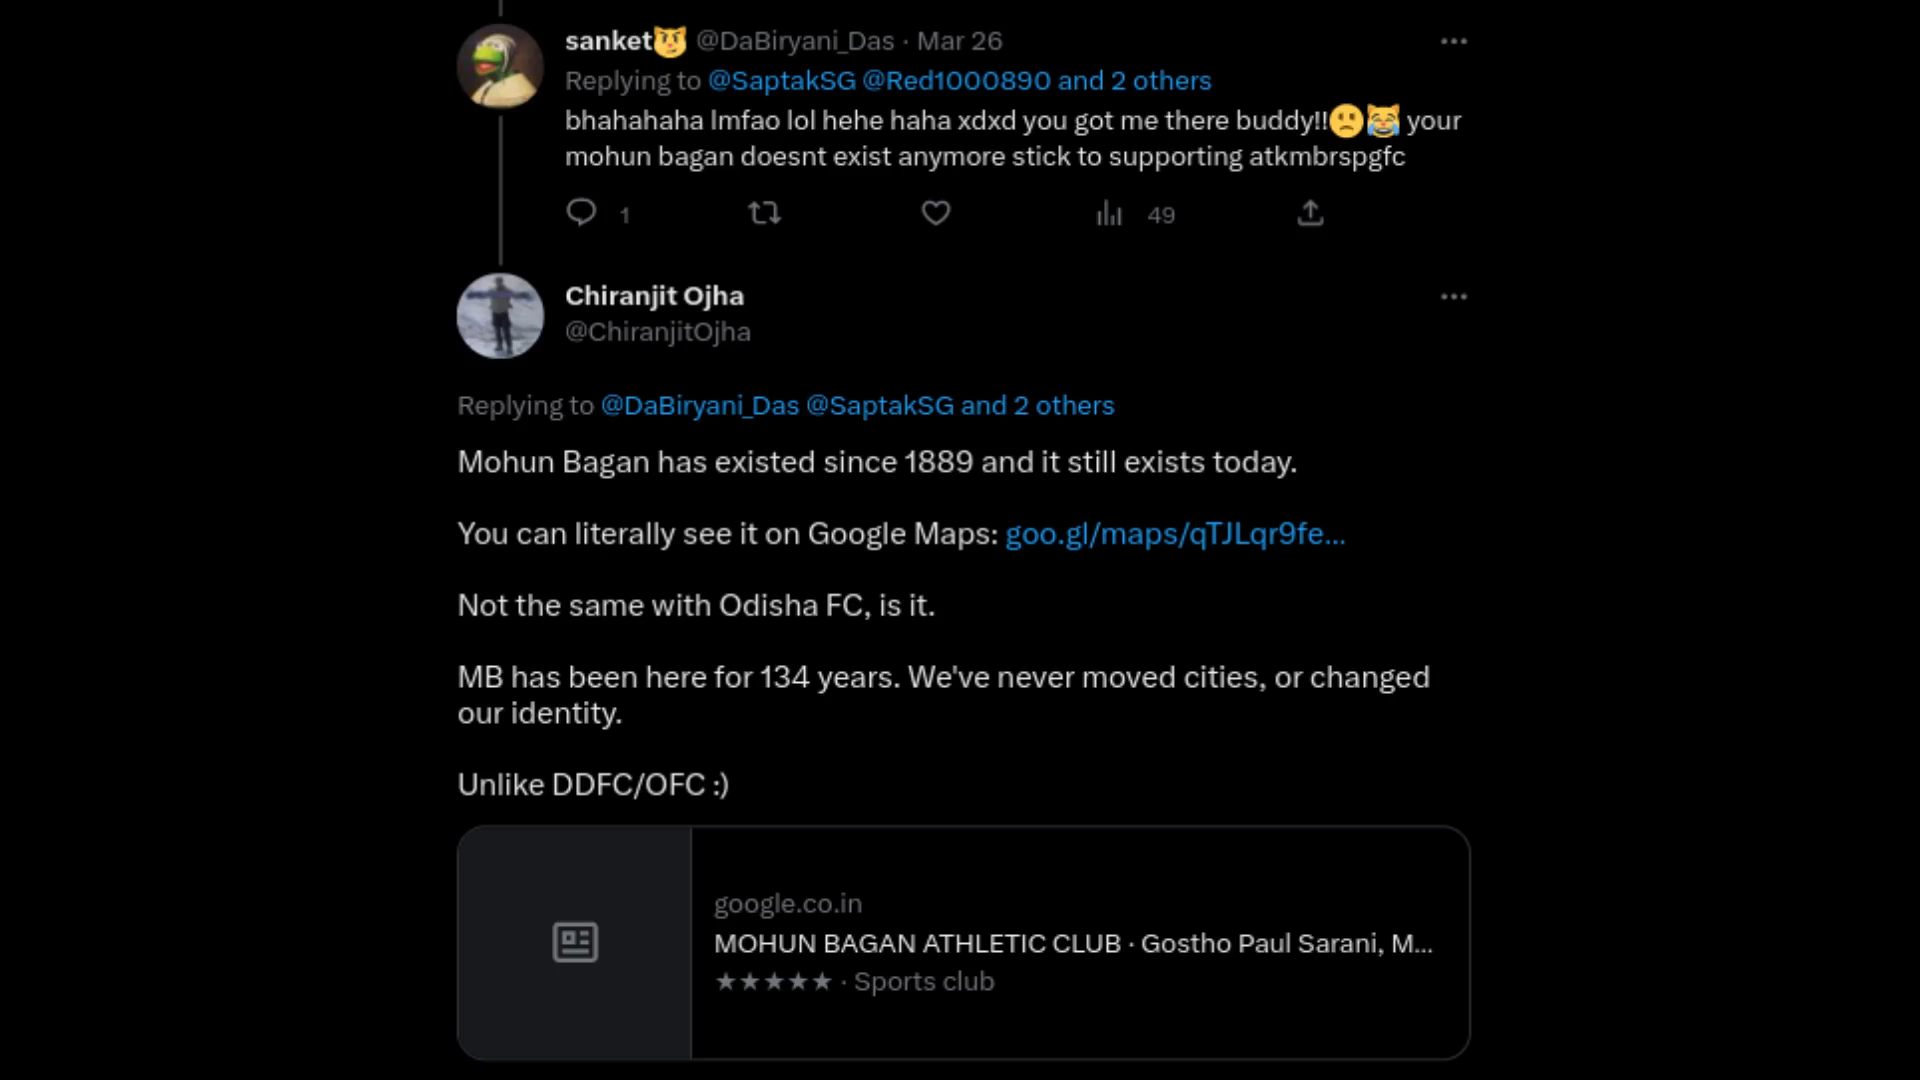 sanket😼 @DaBiryani_Das · Mar 26
Replying to @SaptakSG @Red1000890 and 2 others
bhahahaha lmfao lol hehe haha xdxd you got me there buddy!!🙁😹 your
mohun bagan doesnt exist anymore stick to supporting atkmbrspgfc
1 49
Chiranjit Ojha
@ChiranjitOjha
Replying to @DaBiryani_Das @SaptakSG and 2 others
Mohun Bagan has existed since 1889 and it still exists today.
You can literally see it on Google Maps: goo.gl/maps/qTJLqr9fe...
Not the same with Odisha FC, is it.
MB has been here for 134 years. We've never moved cities, or changed
our identity.
Unlike DDFC/OFC :)
google.co.in
MOHUN BAGAN ATHLETIC CLUB · Gostho Paul Sarani, M...
★★★★★ · Sports club